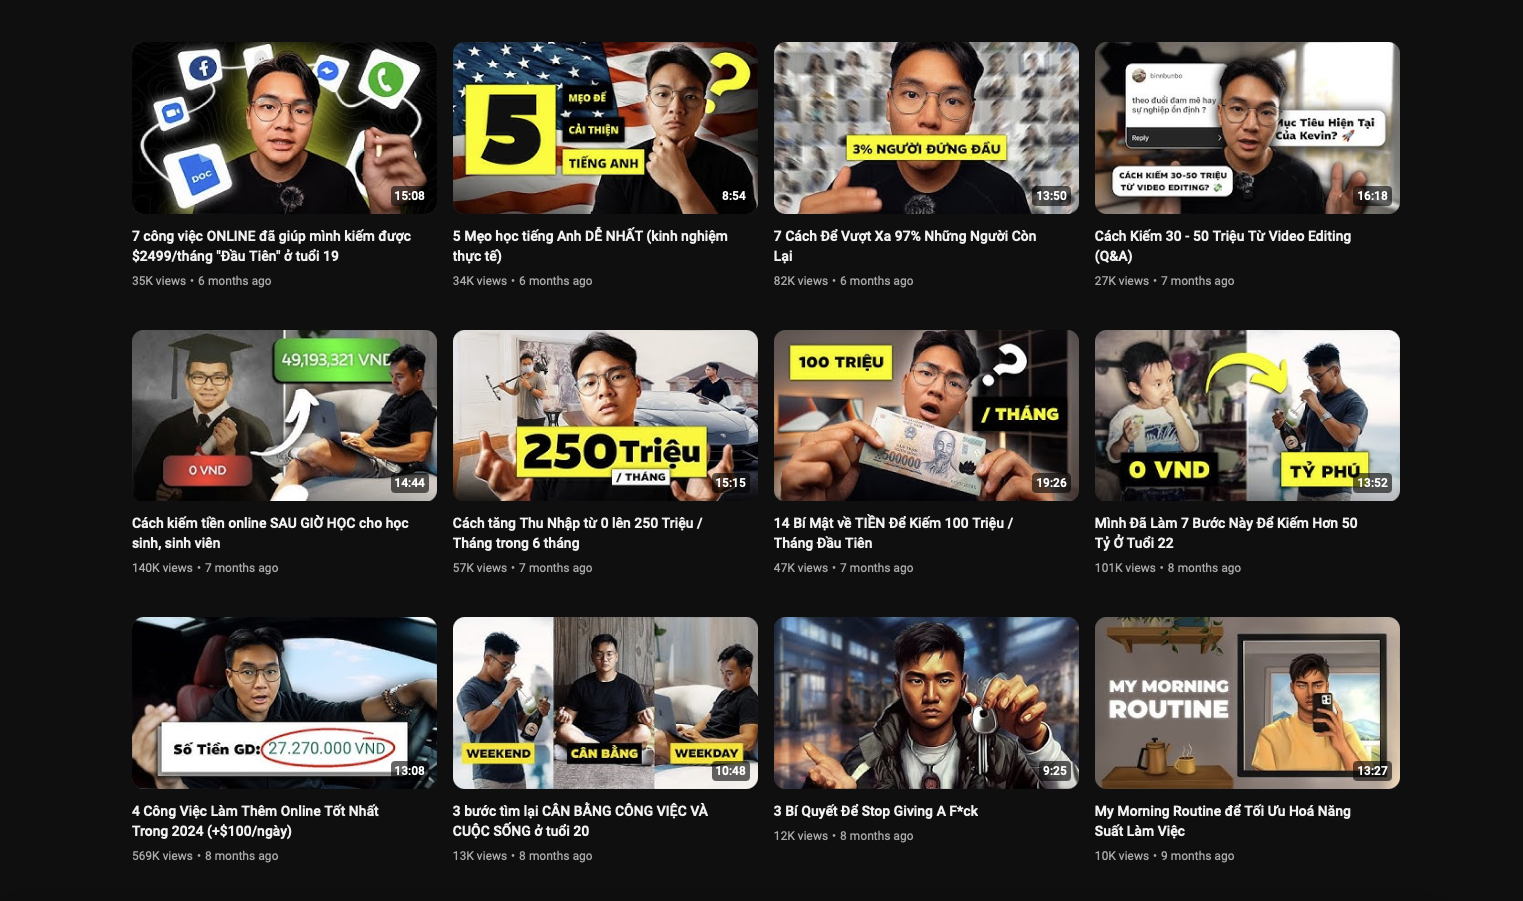 DOC
15:08
5
MẸO ĐỂ
CẢI THIỆN
TIẾNG ANH
?
8:54
3% NGƯỜI ĐỨNG ĐẦU
13:50
binnbunbo
theo đuổi đam mê hay
sự nghiệp ổn định ?
Reply
Mục Tiêu Hiện Tại
Của Kevin? 🚀
CÁCH KIẾM 30-50 TRIỆU
TỪ VIDEO EDITING? 💸
16:18
7 công việc ONLINE đã giúp mình kiếm được
$2499/tháng "Đầu Tiên" ở tuổi 19
35K views • 6 months ago
5 Mẹo học tiếng Anh DỄ NHẤT (kinh nghiệm
thực tế)
34K views • 6 months ago
7 Cách Để Vượt Xa 97% Những Người Còn
Lại
82K views • 6 months ago
Cách Kiếm 30 - 50 Triệu Từ Video Editing
(Q&A)
27K views • 7 months ago
49,193,321 VND
0 VND
14:44
250 Triệu
/ THÁNG
15:15
100 TRIỆU
?
/ THÁNG
500000
19:26
0 VND
TỶ PHÚ
13:52
Cách kiếm tiền online SAU GIỜ HỌC cho học
sinh, sinh viên
140K views • 7 months ago
Cách tăng Thu Nhập từ 0 lên 250 Triệu /
Tháng trong 6 tháng
57K views • 7 months ago
14 Bí Mật về TIỀN Để Kiếm 100 Triệu /
Tháng Đầu Tiên
47K views • 7 months ago
Mình Đã Làm 7 Bước Này Để Kiếm Hơn 50
Tỷ Ở Tuổi 22
101K views • 8 months ago
Số Tiền GD: 27.270.000 VND
13:08
WEEKEND
CÂN BẰNG
WEEKDAY
10:48
9:25
MY MORNING
ROUTINE
13:27
4 Công Việc Làm Thêm Online Tốt Nhất
Trong 2024 (+$100/ngày)
569K views • 8 months ago
3 bước tìm lại CÂN BẰNG CÔNG VIỆC VÀ
CUỘC SỐNG ở tuổi 20
13K views • 8 months ago
3 Bí Quyết Để Stop Giving A F*ck
12K views • 8 months ago
My Morning Routine để Tối Ưu Hoá Năng
Suất Làm Việc
10K views • 9 months ago